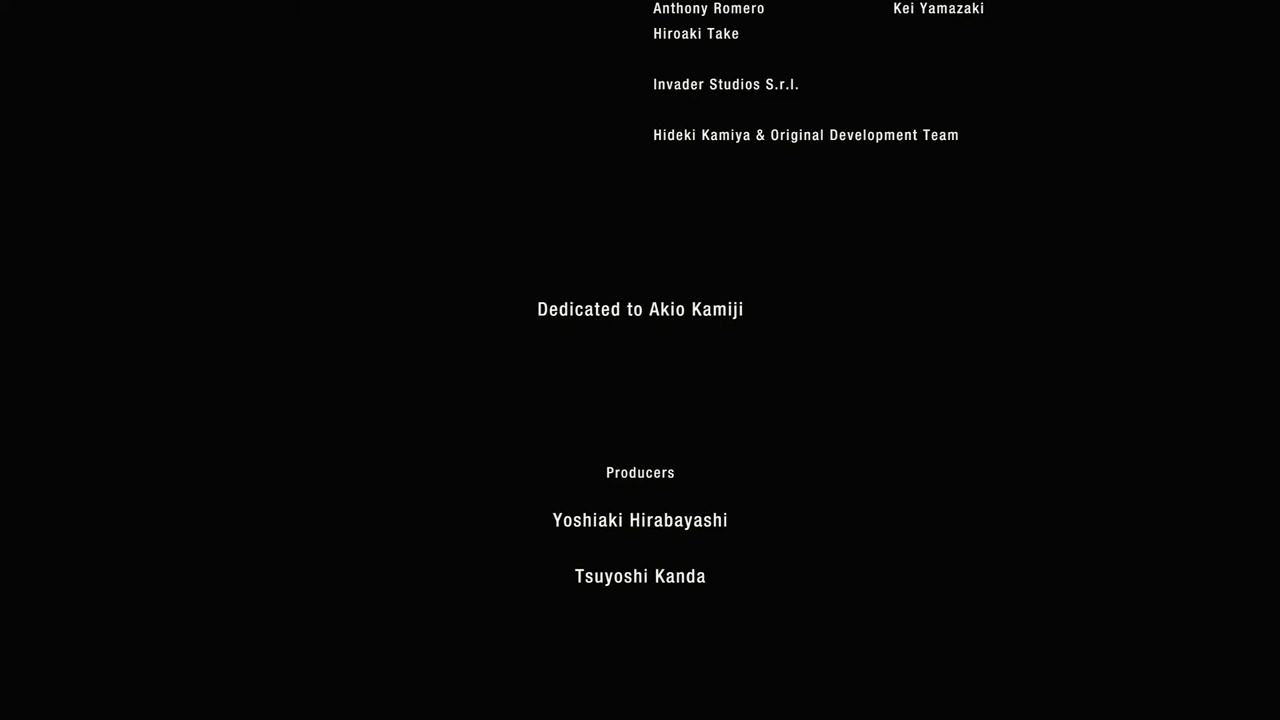 Anthony Romero Kei Yamazaki
Hiroaki Take
Invader Studios S.r.l.
Hideki Kamiya & Original Development Team
Dedicated to Akio Kamiji
Producers
Yoshiaki Hirabayashi
Tsuyoshi Kanda